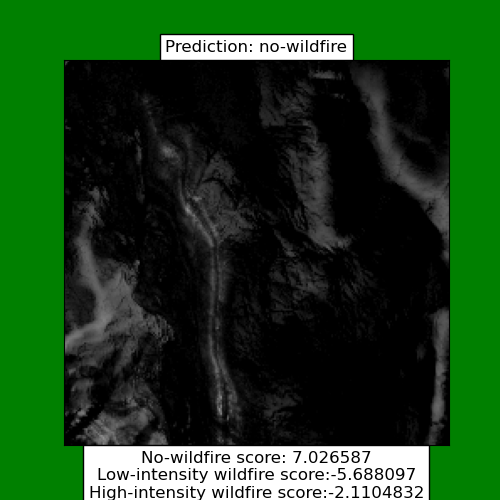 Prediction: no-wildfire
No-wildfire score: 7.026587
Low-intensity wildfire score:-5.688097
High-intensity wildfire score:-2.1104832